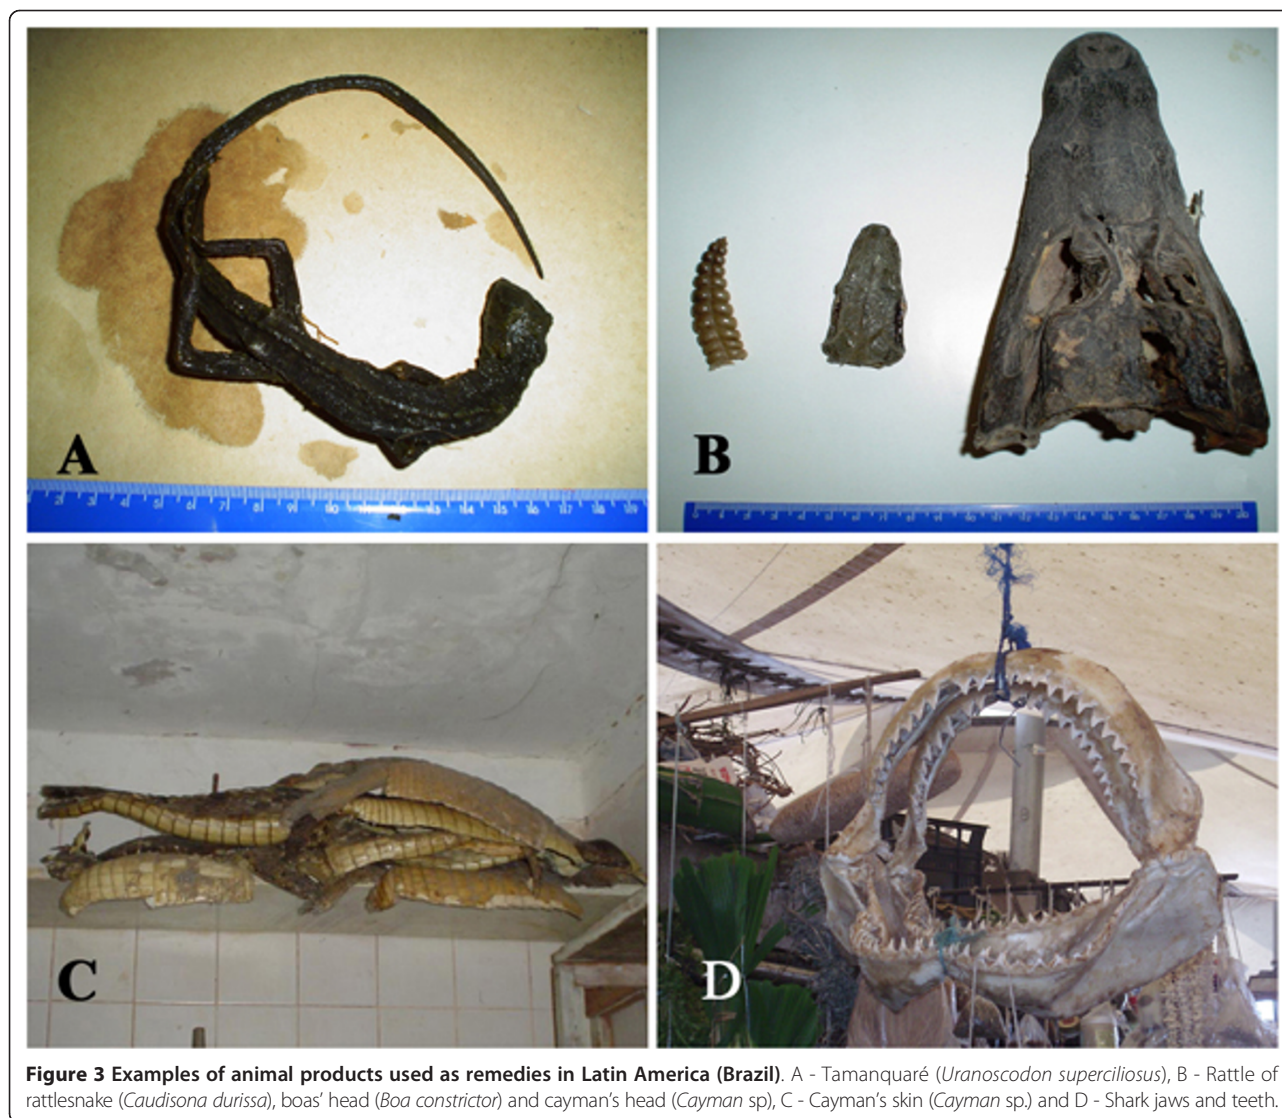 A
B
C
D
Figure 3 Examples of animal products used as remedies in Latin America (Brazil). A - Tamanquaré (Uranoscodon superciliosus), B - Rattle of
rattlesnake (Caudisona durissa), boas' head (Boa constrictor) and cayman's head (Cayman sp), C - Cayman's skin (Cayman sp.) and D - Shark jaws and teeth.